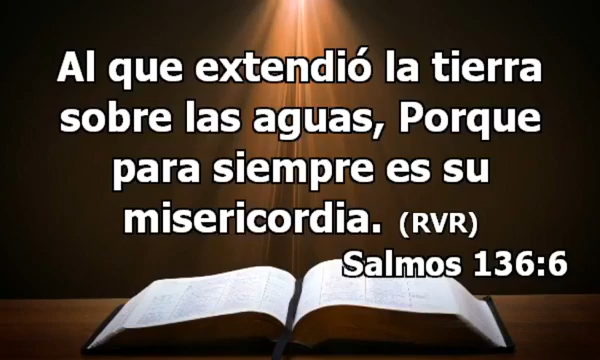 Al que extendió la tierra
sobre las aguas, Porque
para siempre es su
misericordia. (RVR)
Salmos 136:6